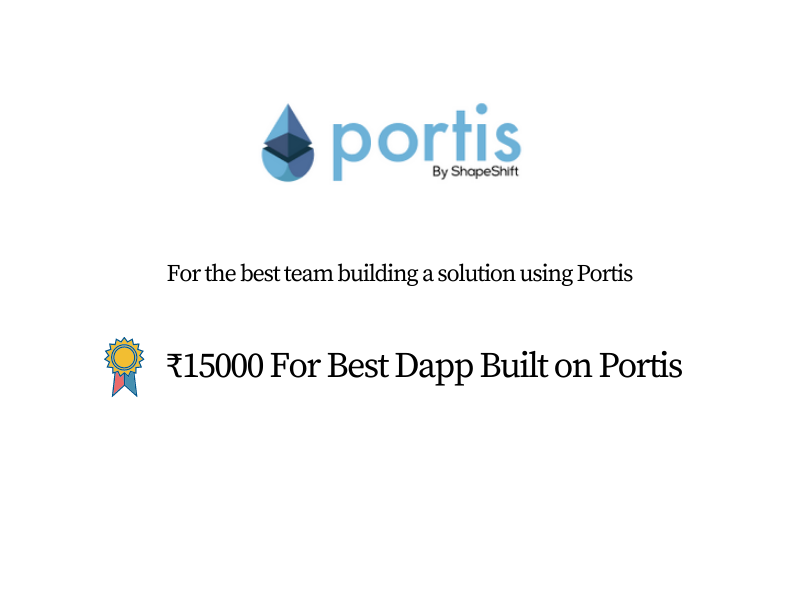 portis
By ShapeShift
For the best team building a solution using Portis
₹15000 For Best Dapp Built on Portis